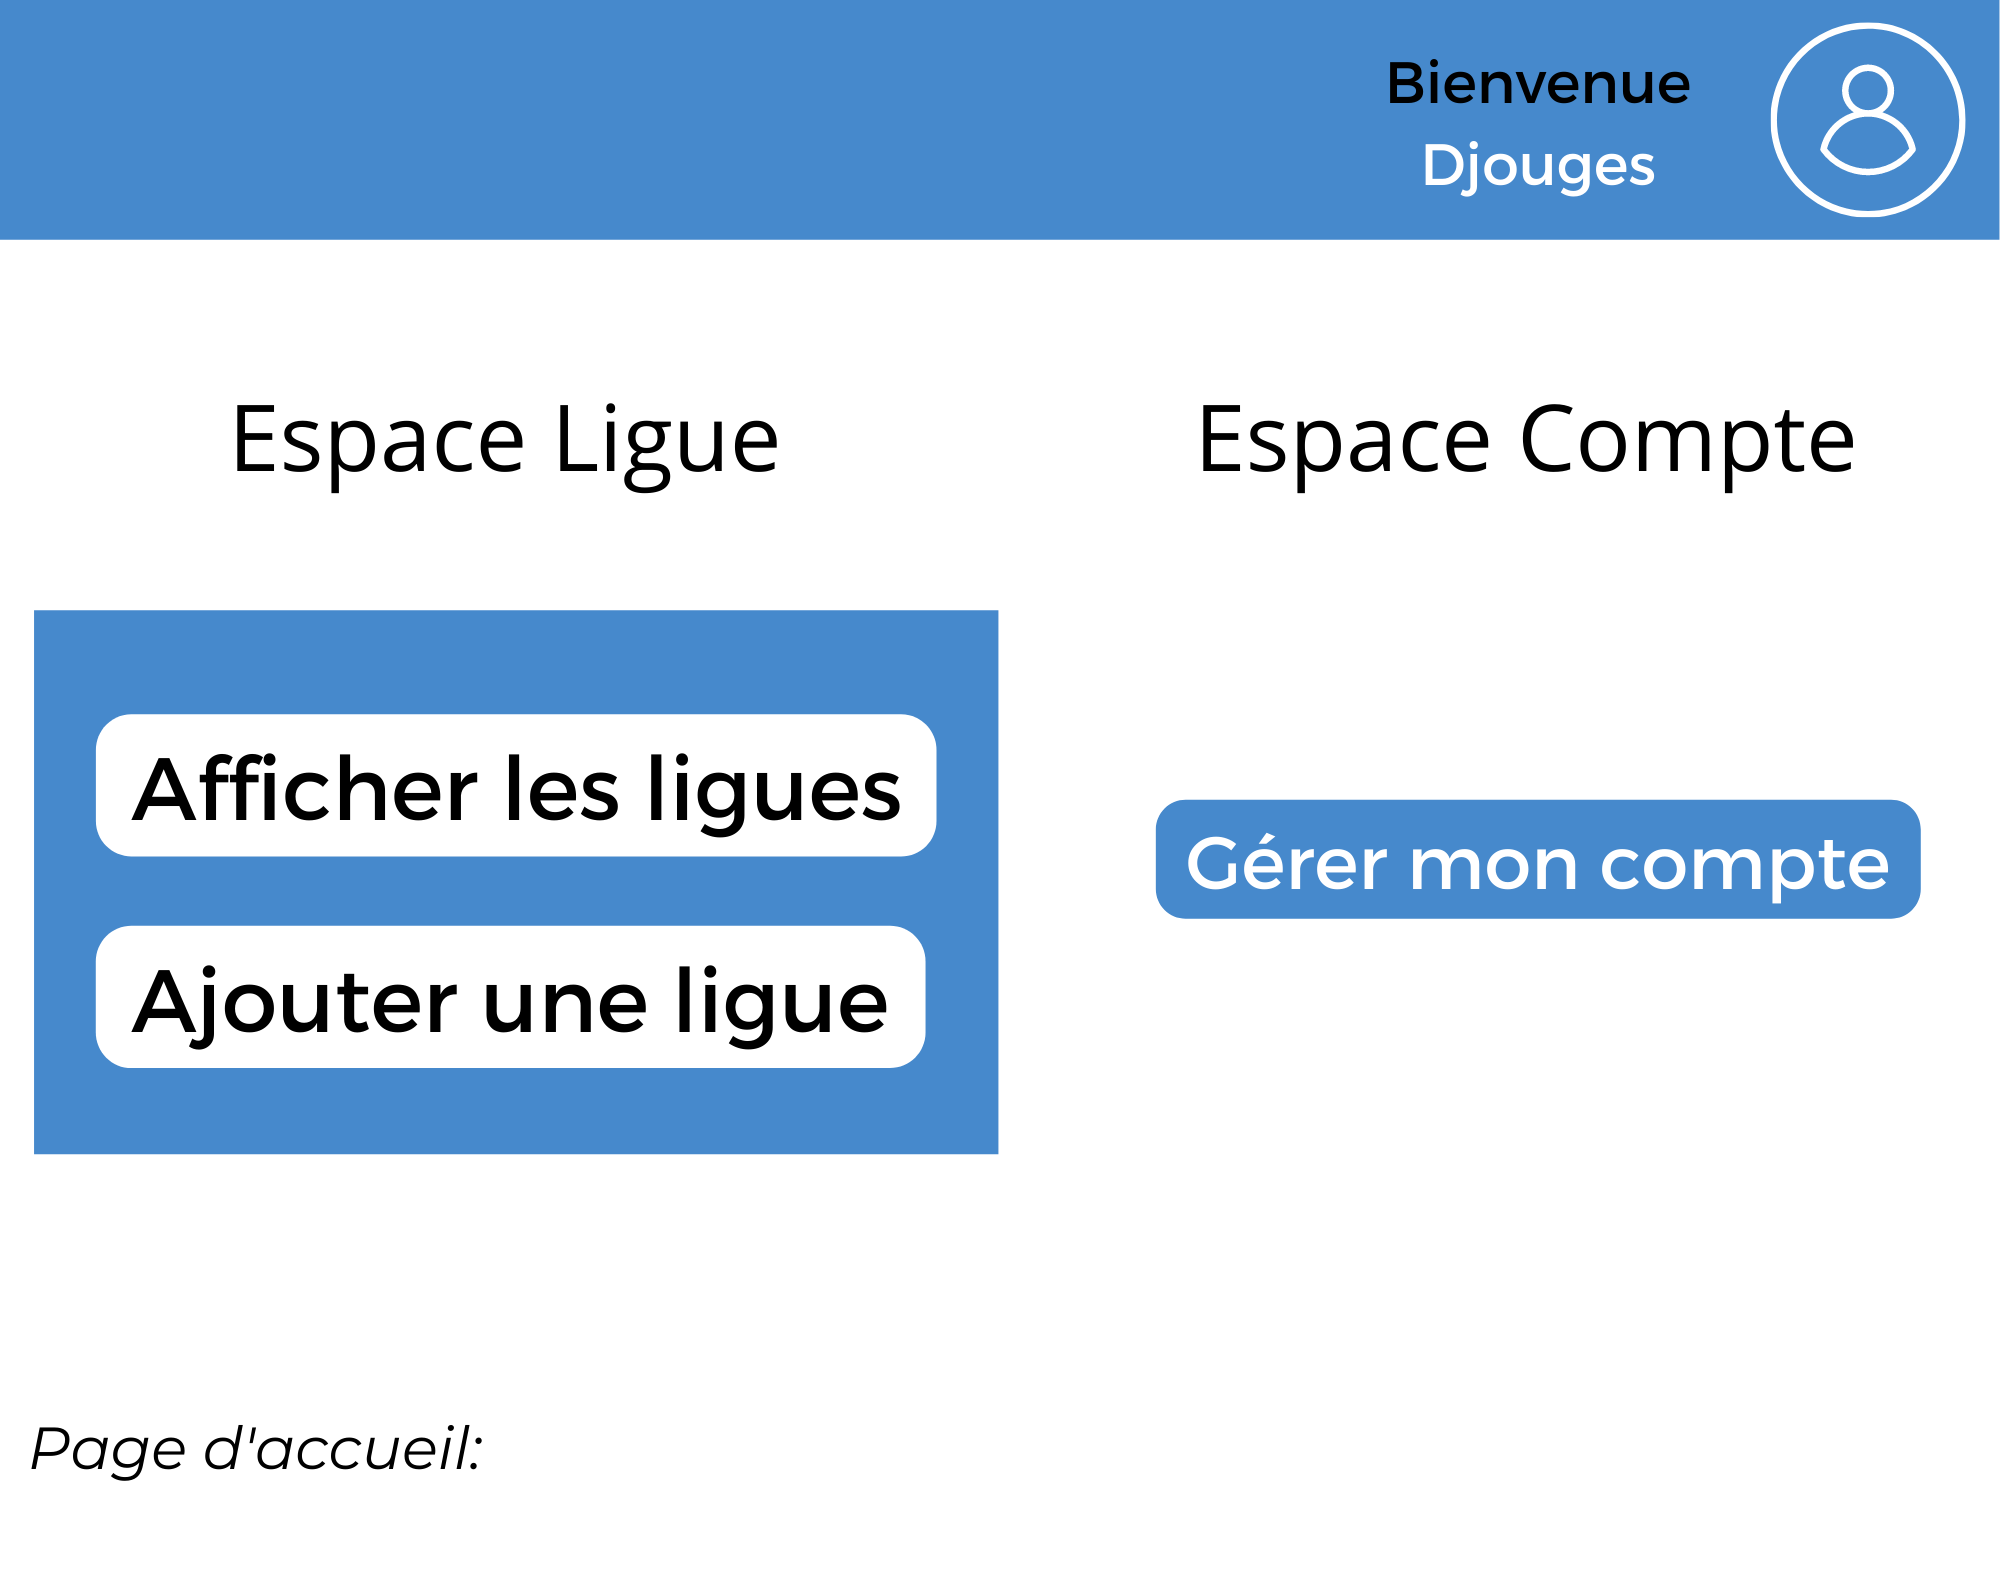 Bienvenue
Djouges
Espace Ligue
Espace Compte
Afficher les ligues
Gérer mon compte
Ajouter une ligue
Page d'accueil: